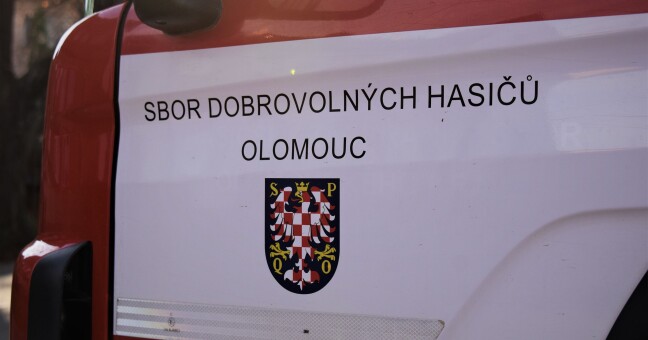 SBOR DOBROVOLNÝCH HASIČŮ
OLOMOUC
S P
Q O